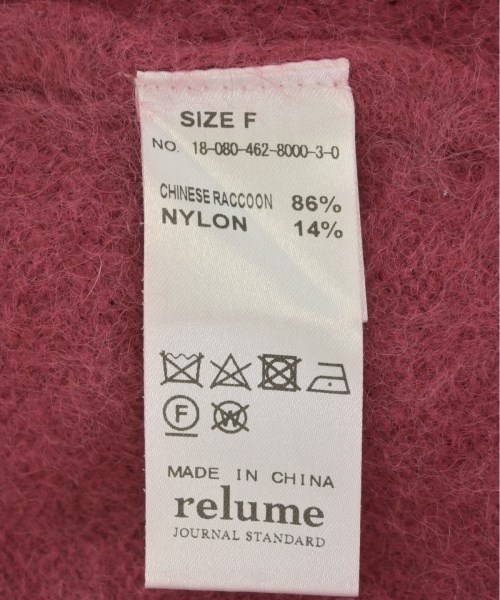 SIZE F
NO. 18-080-462-8000-3-0
CHINESE RACCOON 86%
NYLON 14%
F W
MADE IN CHINA
relume
JOURNAL STANDARD